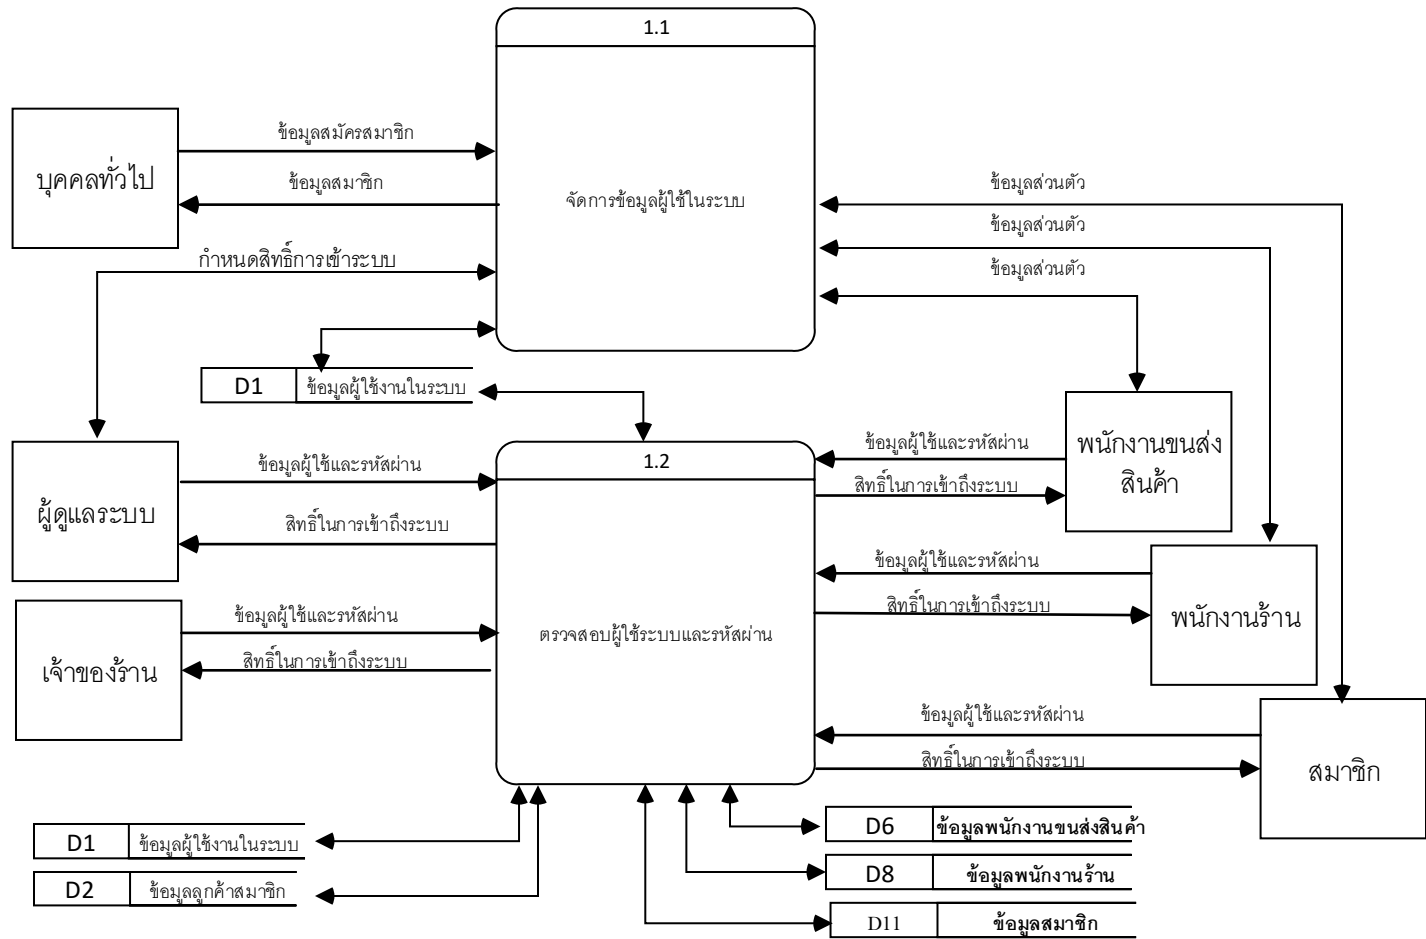 1.1
จัดการข้อมูลผู้ใช้ในระบบ
บุคคลทั่วไป
ข้อมูลสมัครสมาชิก
ข้อมูลสมาชิก
กำหนดสิทธิ์การเข้าระบบ
ข้อมูลส่วนตัว
ข้อมูลส่วนตัว
ข้อมูลส่วนตัว
D1 ข้อมูลผู้ใช้งานในระบบ
1.2
ตรวจสอบผู้ใช้ระบบและรหัสผ่าน
ผู้ดูแลระบบ
ข้อมูลผู้ใช้และรหัสผ่าน
สิทธิ์ในการเข้าถึงระบบ
เจ้าของร้าน
ข้อมูลผู้ใช้และรหัสผ่าน
สิทธิ์ในการเข้าถึงระบบ
ข้อมูลผู้ใช้และรหัสผ่าน
สิทธิ์ในการเข้าถึงระบบ
พนักงานขนส่ง
สินค้า
ข้อมูลผู้ใช้และรหัสผ่าน
สิทธิ์ในการเข้าถึงระบบ
พนักงานร้าน
ข้อมูลผู้ใช้และรหัสผ่าน
สิทธิ์ในการเข้าถึงระบบ
สมาชิก
D1 ข้อมูลผู้ใช้งานในระบบ
D2 ข้อมูลลูกค้าสมาชิก
D6 ข้อมูลพนักงานขนส่งสินค้า
D8 ข้อมูลพนักงานร้าน
D11 ข้อมูลสมาชิก